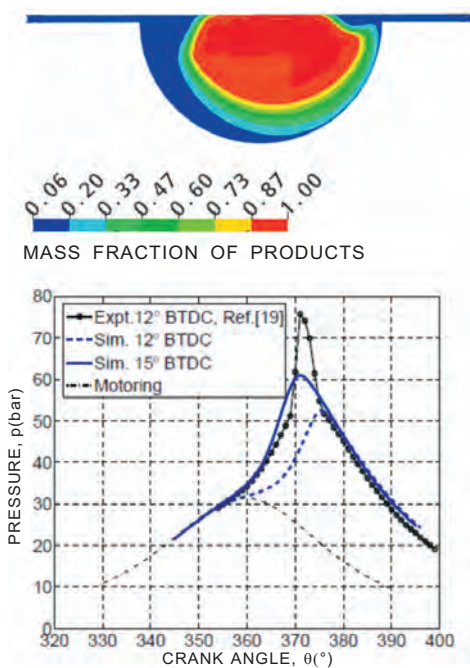 0.06 0.20 0.33 0.47 0.60 0.73 0.87 1.00
MASS FRACTION OF PRODUCTS
80
70
60
50
40
30
20
10
0
PRESSURE, p(bar)
Expt.12° BTDC, Ref.[19]
Sim. 12° BTDC
Sim. 15° BTDC
Motoring
320 330 340 350 360 370 380 390 400
CRANK ANGLE, θ(°)